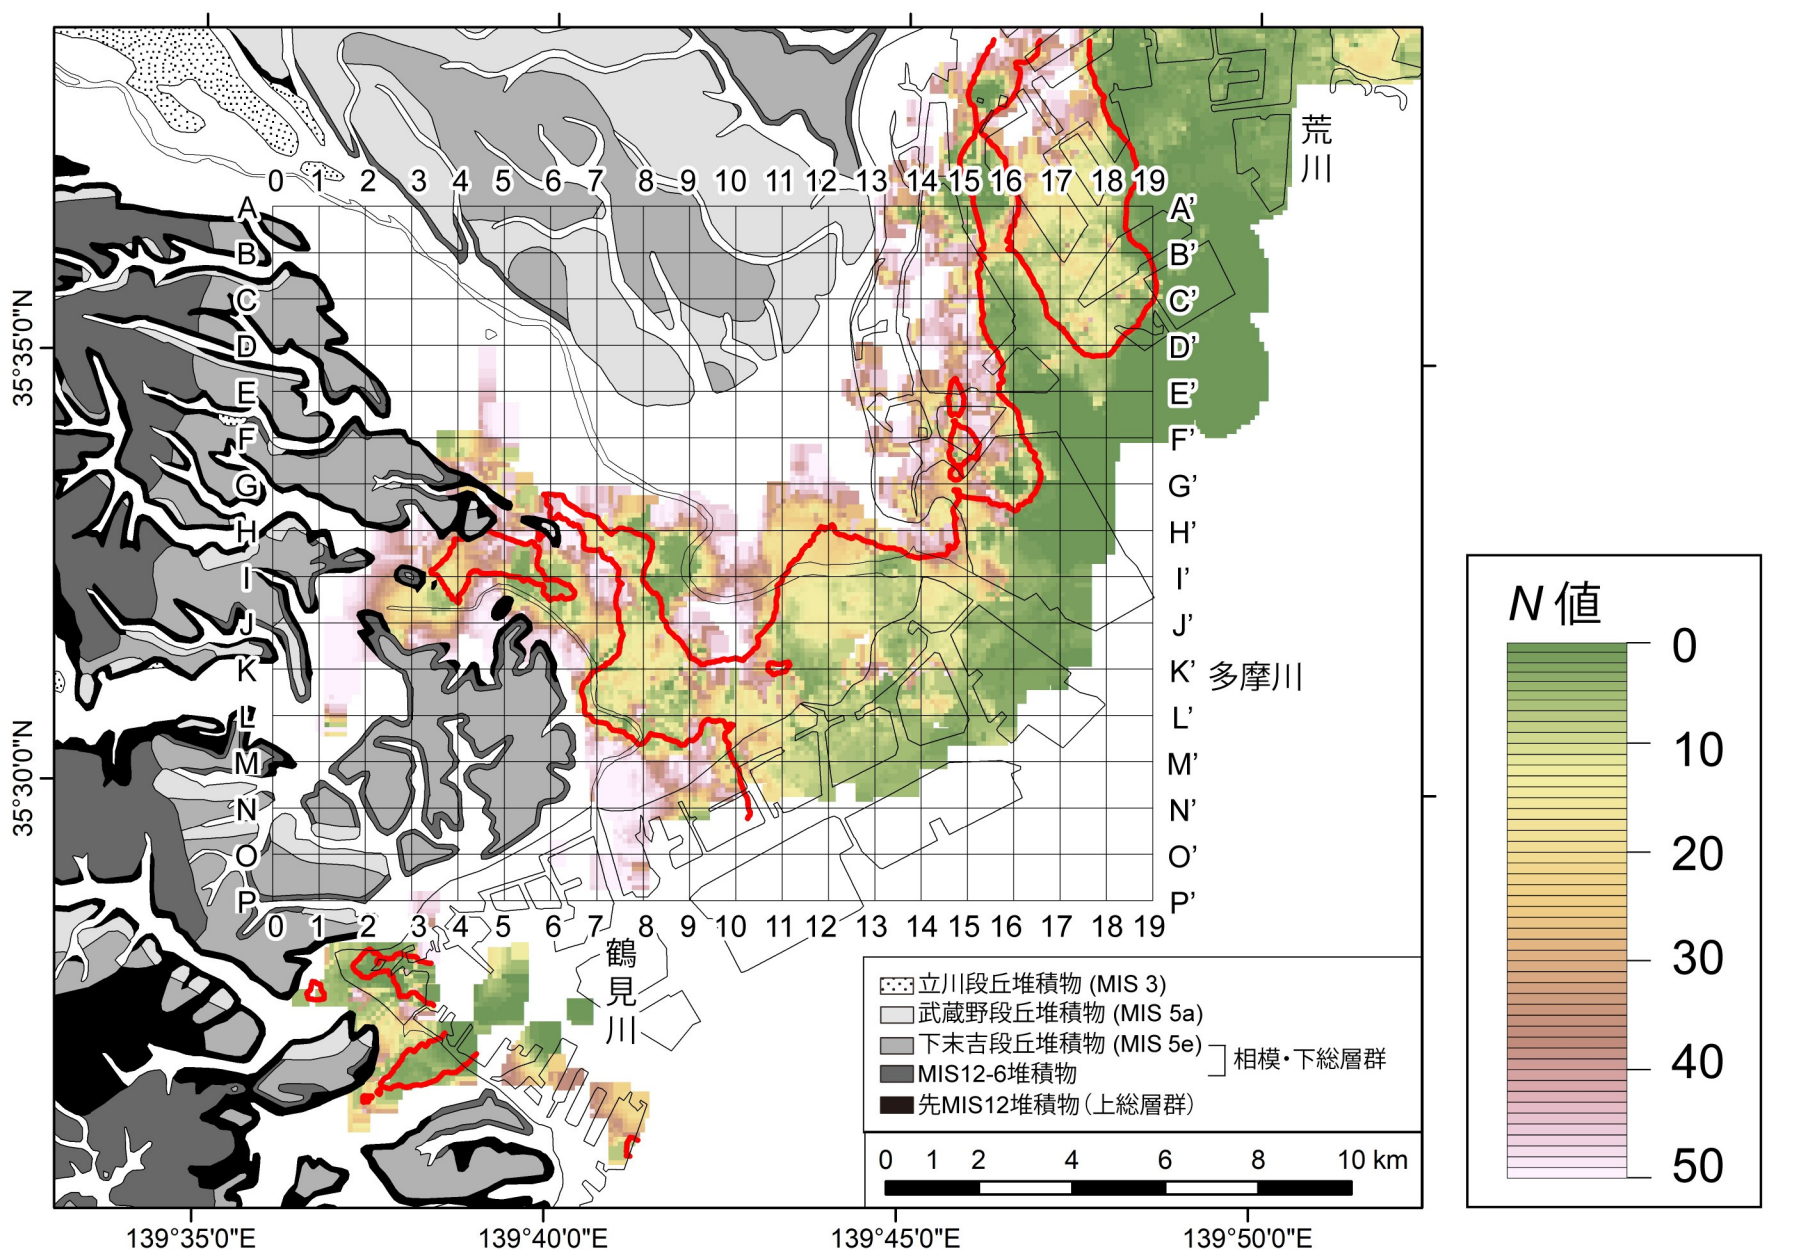 荒
川
0 1 2 3 4 5 6 7 8 9 10 11 12 13 14 15 16 17 18 19
A A'
B B'
C C'
D D'
E E'
F F'
G G'
H H'
I I'
J J'
K K'
多摩川
L L'
M M'
N N'
O O'
P P'
0 1 2 3 4 5 6 7 8 9 10 11 12 13 14 15 16 17 18 19
鶴
見
川
35°35'0"N
35°30'0"N
立川段丘堆積物 (MIS 3)
武蔵野段丘堆積物 (MIS 5a)
下末吉段丘堆積物 (MIS 5e)
MIS12-6堆積物
相模・下総層群
先MIS12堆積物(上総層群)
0 1 2 4 6 8 10 km
139°35'0"E 139°40'0"E 139°45'0"E 139°50'0"E
N 値
0
10
20
30
40
50